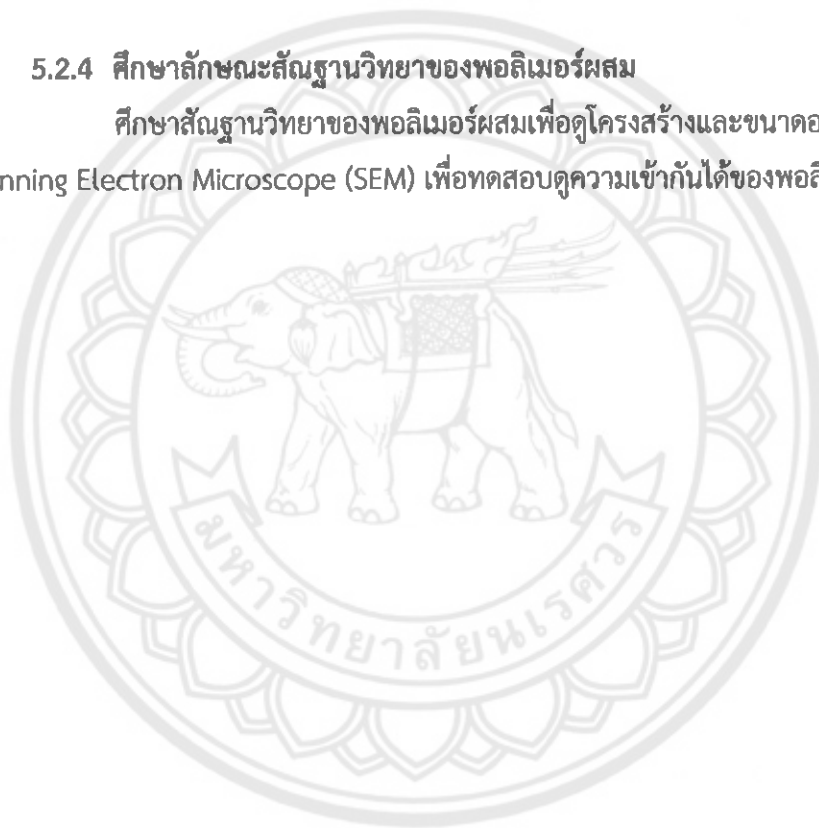 5.2.4 ศึกษาลักษณะสัณฐานวิทยาของพอลิเมอร์ผสม
ศึกษาสัณฐานวิทยาของพอลิเมอร์ผสมเพื่อดูโครงสร้างและขนาดอ
nning Electron Microscope (SEM) เพื่อทดสอบดูความเข้ากันได้ของพอลิ
มหาวิทยาลัยนเรศวร